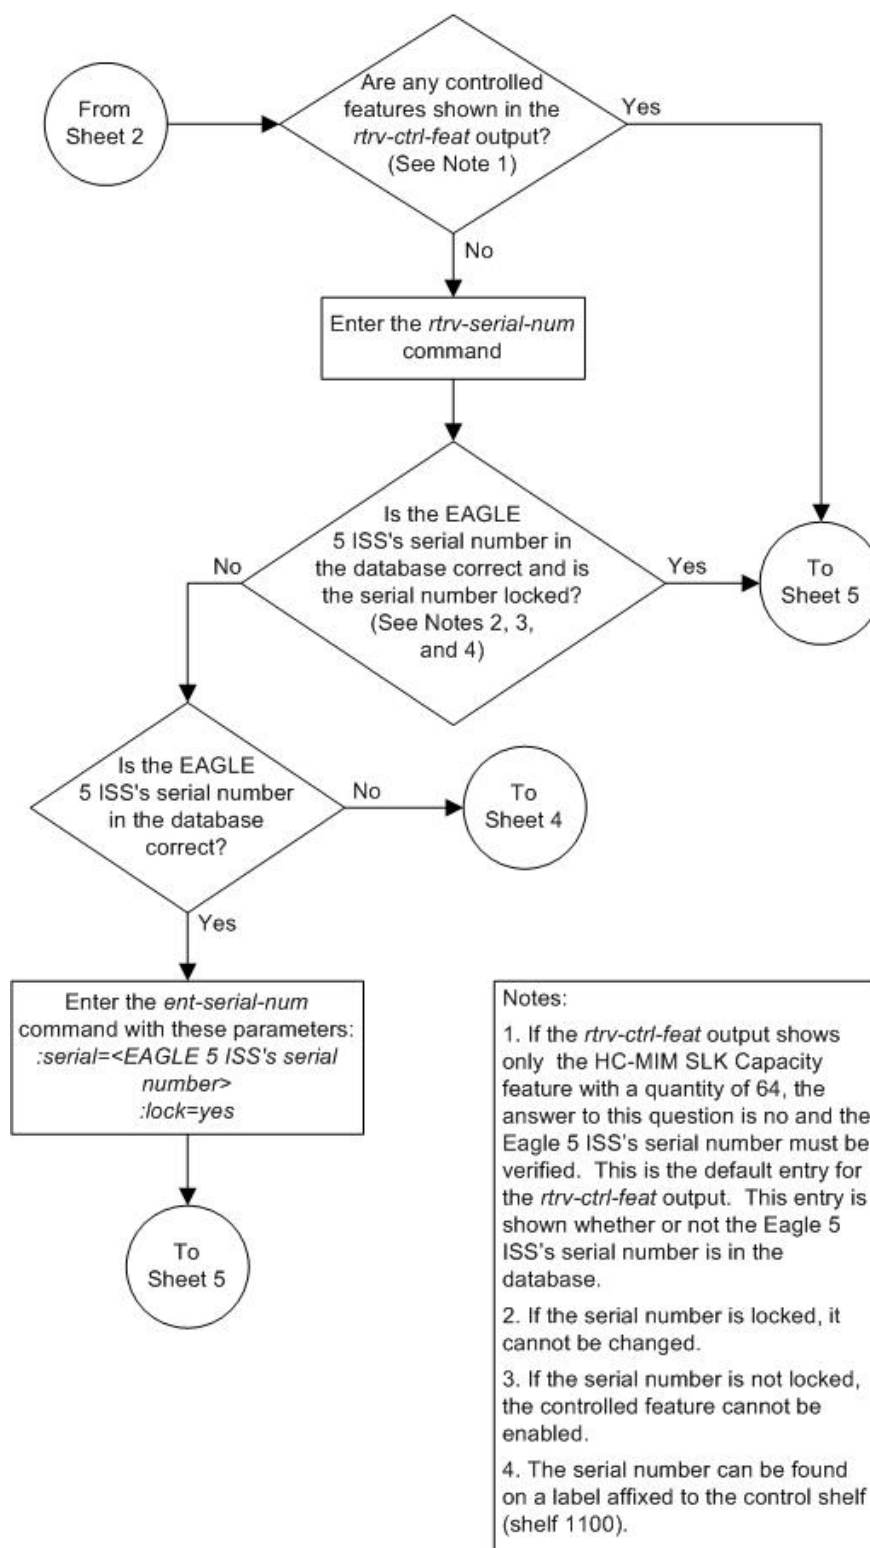 From
Sheet 2
Are any controlled
features shown in the
rtrv-ctrl-feat output?
(See Note 1)
Yes
No
Enter the rtrv-serial-num
command
Is the EAGLE
5 ISS's serial number in
the database correct and is
the serial number locked?
(See Notes 2, 3,
and 4)
No
Yes
To
Sheet 5
Is the EAGLE
5 ISS's serial number
in the database
correct?
No
To
Sheet 4
Yes
Enter the ent-serial-num
command with these parameters:
:serial=<EAGLE 5 ISS's serial
number>
:lock=yes
To
Sheet 5
Notes:
1. If the rtrv-ctrl-feat output shows
only the HC-MIM SLK Capacity
feature with a quantity of 64, the
answer to this question is no and the
Eagle 5 ISS's serial number must be
verified. This is the default entry for
the rtrv-ctrl-feat output. This entry is
shown whether or not the Eagle 5
ISS's serial number is in the
database.
2. If the serial number is locked, it
cannot be changed.
3. If the serial number is not locked,
the controlled feature cannot be
enabled.
4. The serial number can be found
on a label affixed to the control shelf
(shelf 1100).